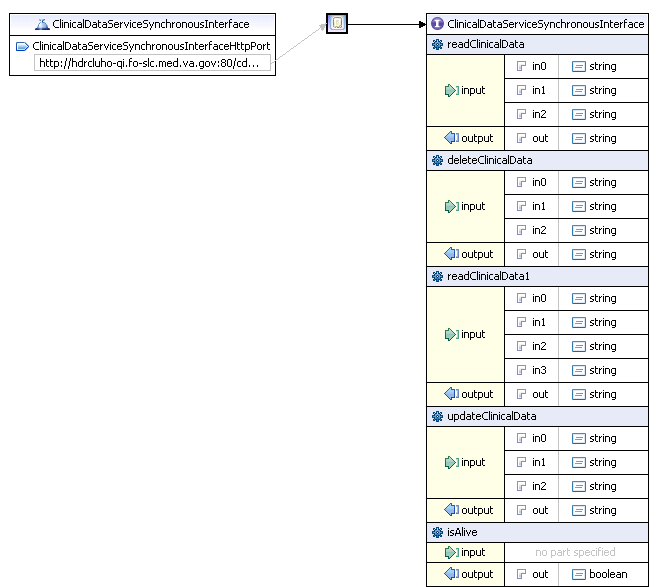 ClinicalDataServiceSynchronousInterface
ClinicalDataServiceSynchronousInterfaceHttpPort
http://hdrcluho-qi.fo-slc.med.va.gov:80/cd...
ClinicalDataServiceSynchronousInterface
readClinicalData
input
in0 string
in1 string
in2 string
output out string
deleteClinicalData
input
in0 string
in1 string
in2 string
output out string
readClinicalData1
input
in0 string
in1 string
in2 string
in3 string
output out string
updateClinicalData
input
in0 string
in1 string
in2 string
output out string
isAlive
input no part specified
output out boolean